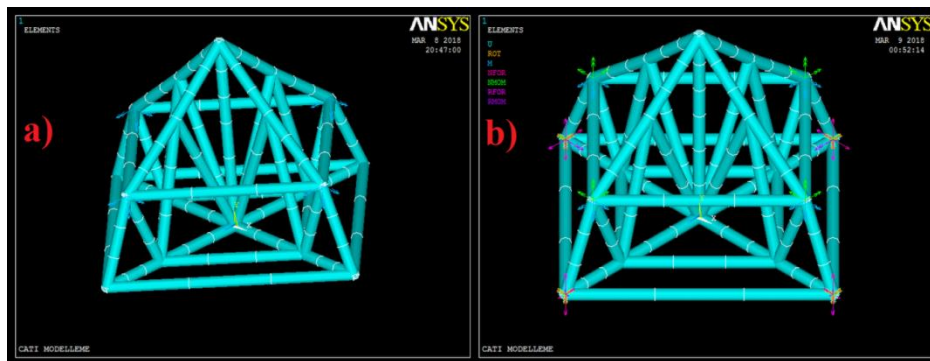 1
ELEMENTS
ANSYS
MAR 8 2018
20:47:00
a)
CATI MODELLEME
1
ELEMENTS
U
ROT
M
NFOR
NMOM
RFOR
RMOM
ANSYS
MAR 9 2018
00:52:14
b)
CATI MODELLEME